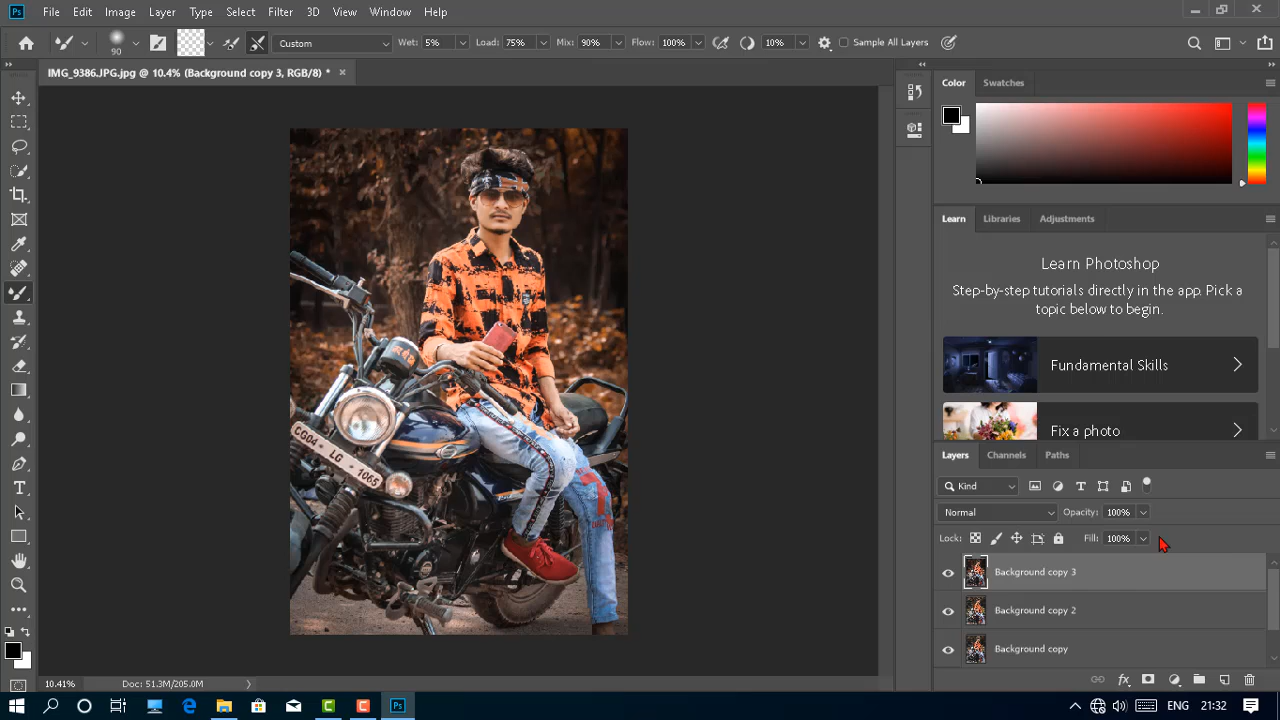 Ps File Edit Image Layer Type Select Filter 3D View Window Help
90 Custom Wet: 5% Load: 75% Mix: 90% Flow: 100% 10% Sample All Layers
IMG_9386.JPG.jpg @ 10.4% (Background copy 3, RGB/8) *
Color Swatches
Learn Libraries Adjustments
Learn Photoshop
Step-by-step tutorials directly in the app. Pick a
topic below to begin.
Fundamental Skills
Fix a photo
CG04
LG - 1065
Layers Channels Paths
Kind
Normal Opacity: 100%
Lock: Fill: 100%
Background copy 3
Background copy 2
Background copy
10.41% Doc: 51.3M/205.0M
Ps ENG 21:32